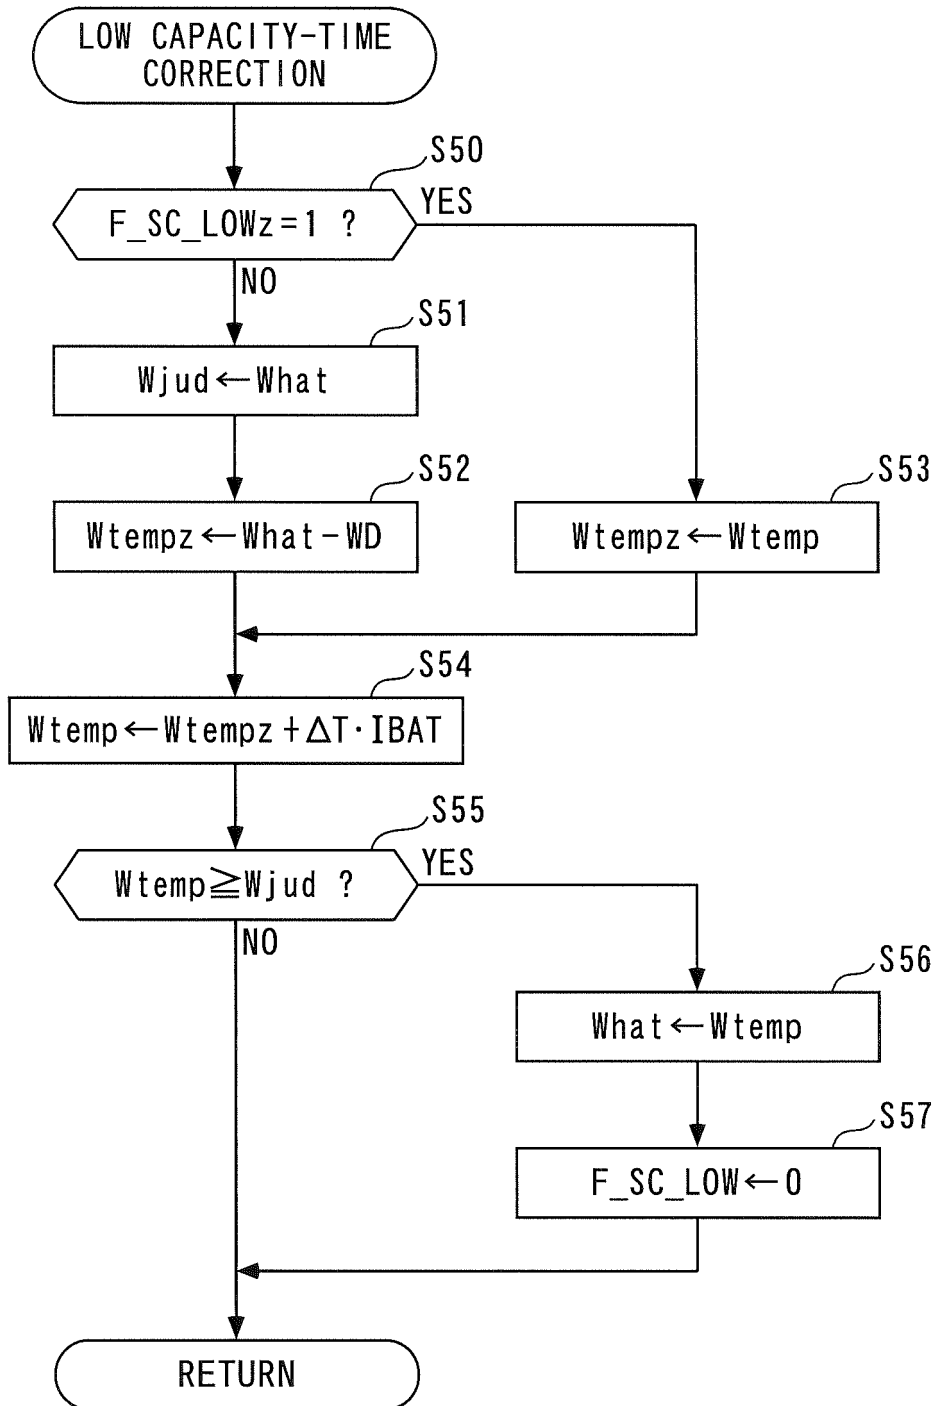 LOW CAPACITY-TIME
CORRECTION
S50
F_SC_LOWz=1 ?
YES
NO
S51
Wjud←What
S52
Wtempz←What-WD
S53
Wtempz←Wtemp
S54
Wtemp←Wtempz+ΔT·IBAT
S55
Wtemp≧Wjud ?
YES
NO
S56
What←Wtemp
S57
F_SC_LOW←0
RETURN